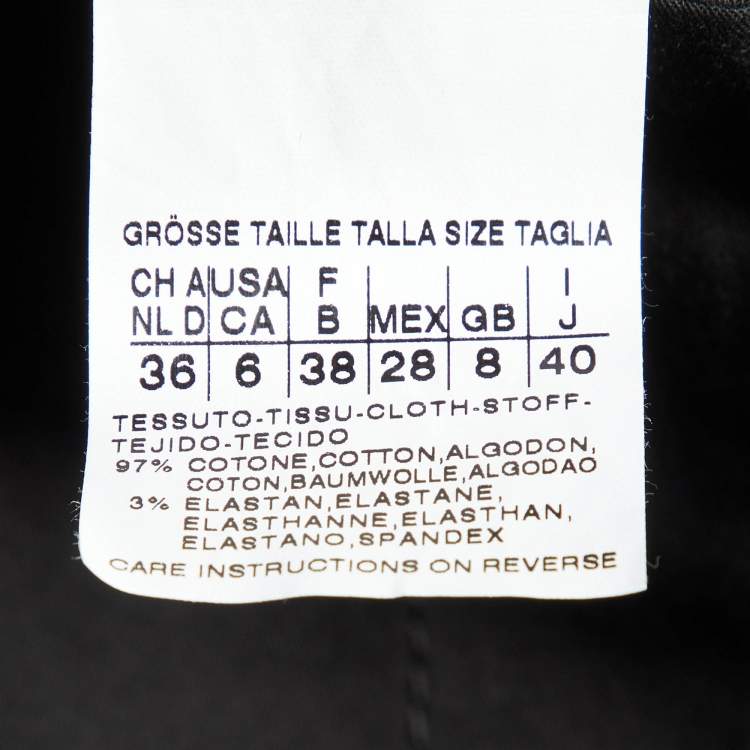 GRÖSSE TAILLE TALLA SIZE TAGLIA
CH A USA F I
NL D CA B MEX GB J
36 6 38 28 8 40
TESSUTO-TISSU-CLOTH-STOFF-
TEJIDO-TECIDO
97% COTONE,COTTON,ALGODON,
COTON,BAUMWOLLE,ALGODAO
3% ELASTAN,ELASTANE,
ELASTHANNE,ELASTHAN,
ELASTANO,SPANDEX
CARE INSTRUCTIONS ON REVERSE